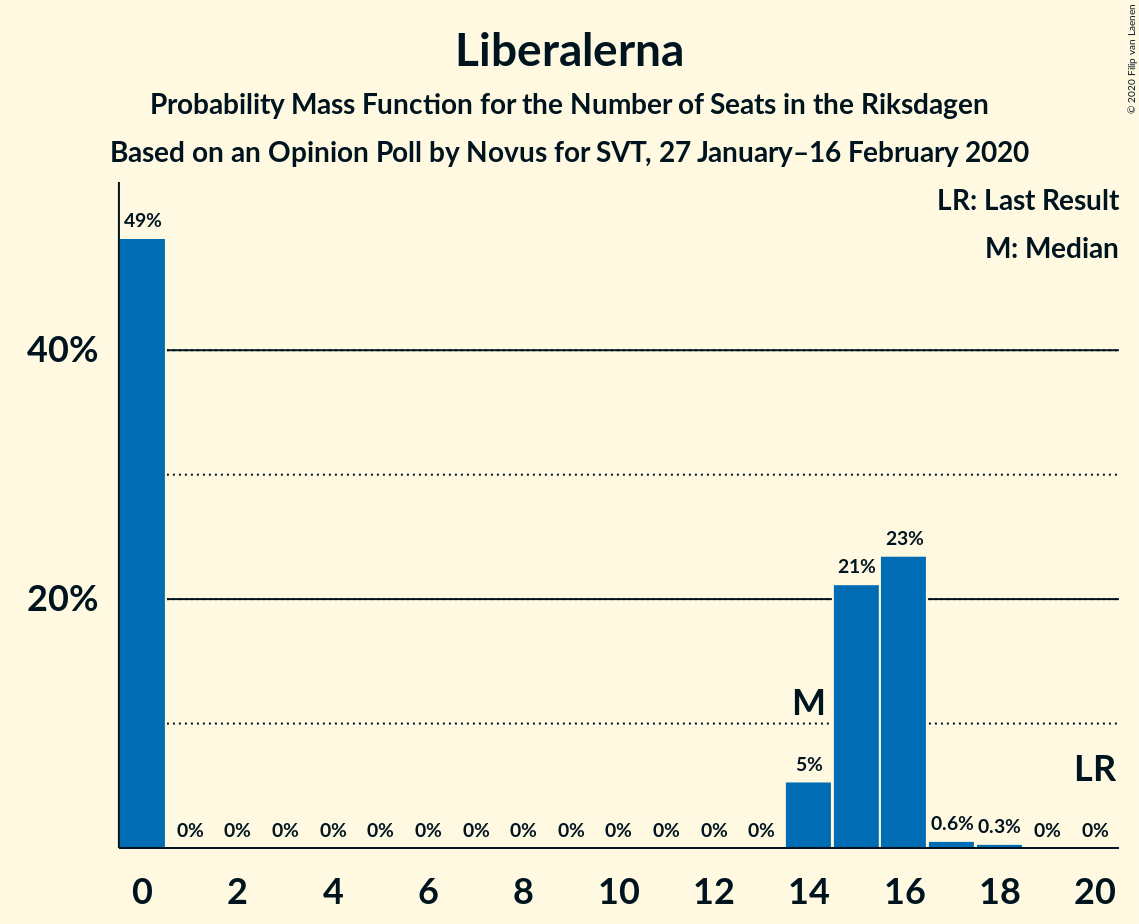 Liberalerna
Probability Mass Function for the Number of Seats in the Riksdagen
Based on an Opinion Poll by Novus for SVT, 27 January–16 February 2020
© 2020 Filip van Laenen
LR: Last Result
M: Median
49%
40%
23%
21%
20%
M
5%
LR
0% 0% 0% 0% 0% 0% 0% 0% 0% 0% 0% 0% 0% 0.6% 0.3% 0% 0%
0 2 4 6 8 10 12 14 16 18 20